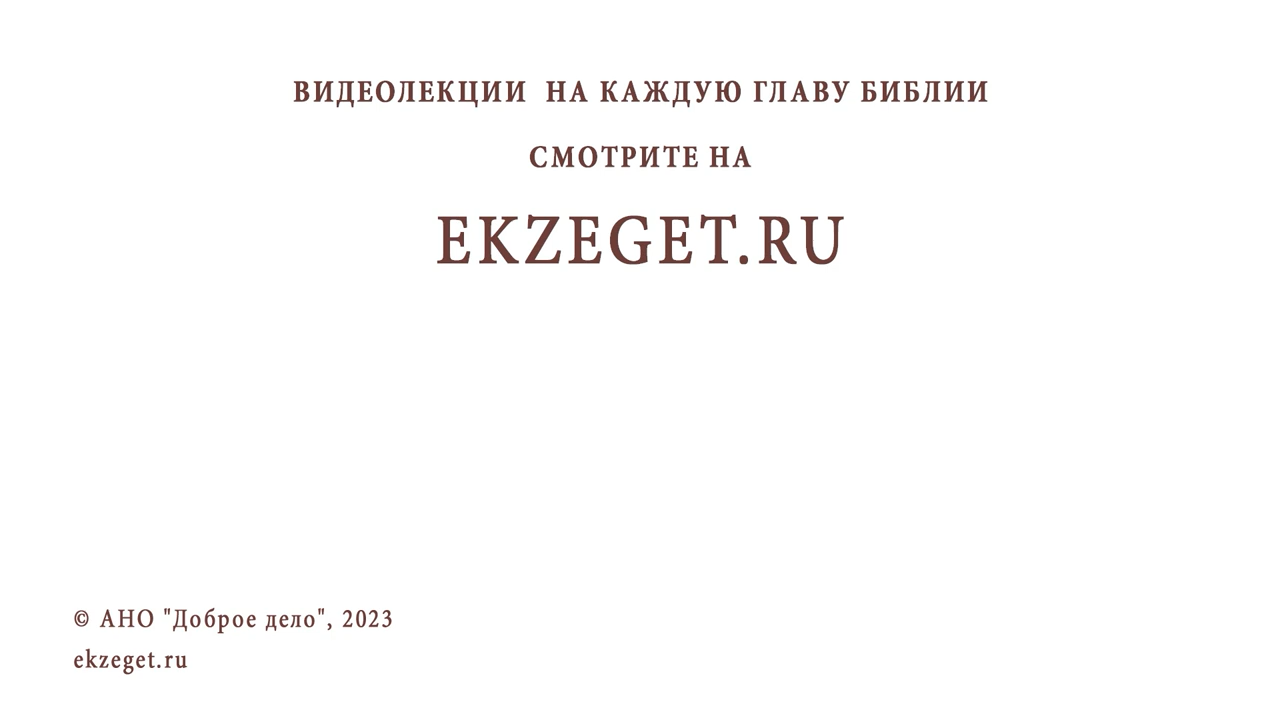 ВИДЕОЛЕКЦИИ НА КАЖДУЮ ГЛАВУ БИБЛИИ
СМОТРИТЕ НА
EKZEGET.RU
© АНО "Доброе дело", 2023
ekzeget.ru